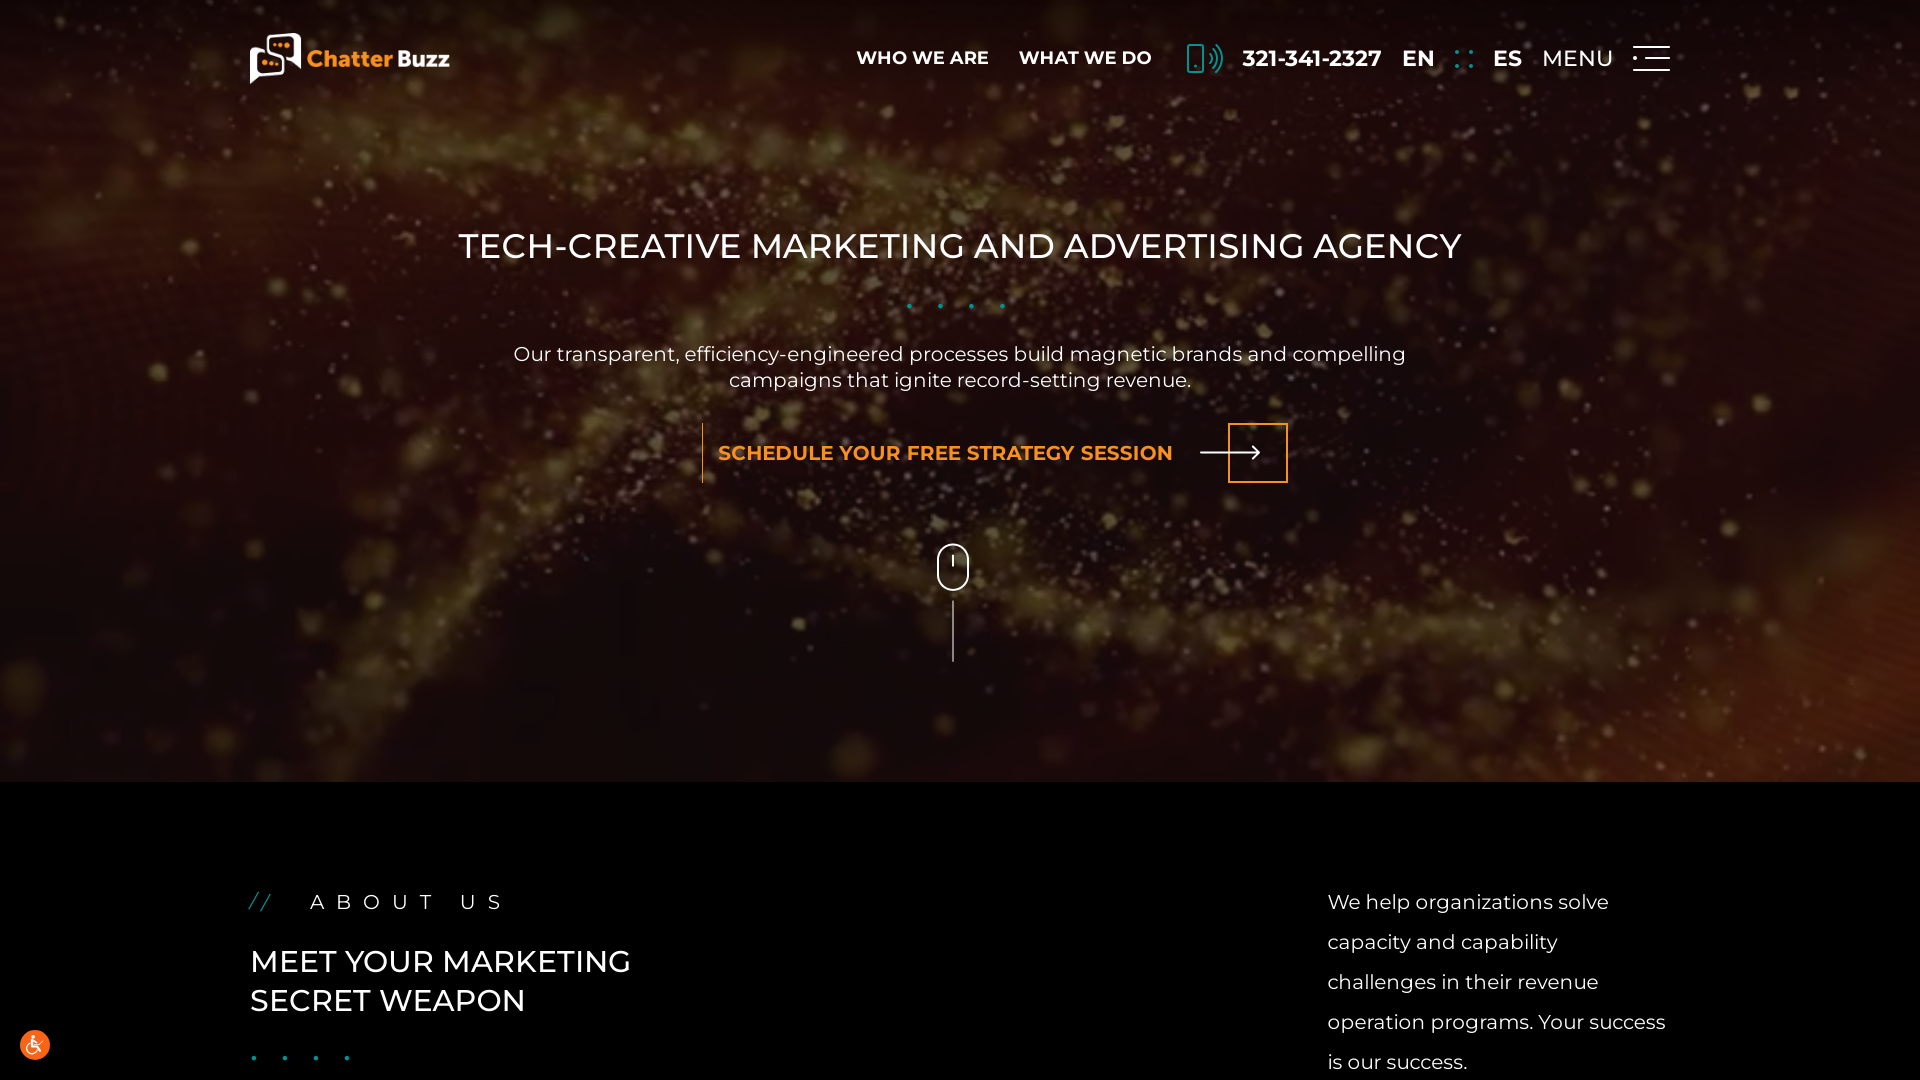 Chatter Buzz
WHO WE ARE
WHAT WE DO
321-341-2327
EN
ES
MENU
TECH-CREATIVE MARKETING AND ADVERTISING AGENCY
Our transparent, efficiency-engineered processes build magnetic brands and compelling
campaigns that ignite record-setting revenue.
SCHEDULE YOUR FREE STRATEGY SESSION
// ABOUT US
MEET YOUR MARKETING
SECRET WEAPON
We help organizations solve
capacity and capability
challenges in their revenue
operation programs. Your success
is our success.